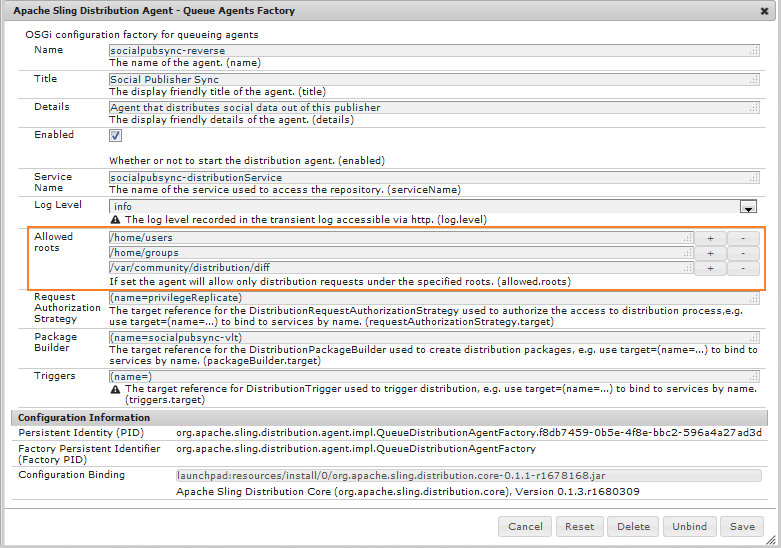 Apache Sling Distribution Agent - Queue Agents Factory
OSGi configuration factory for queueing agents
Name
socialpubsync-reverse
The name of the agent. (name)
Title
Social Publisher Sync
The display friendly title of the agent. (title)
Details
Agent that distributes social data out of this publisher
The display friendly details of the agent. (details)
Enabled
Whether or not to start the distribution agent. (enabled)
Service
Name
socialpubsync-distributionService
The name of the service used to access the repository. (serviceName)
Log Level
info
The log level recorded in the transient log accessible via http. (log.level)
Allowed
roots
/home/users
+ -
/home/groups
+ -
/var/community/distribution/diff
+ -
If set the agent will allow only distribution requests under the specified roots. (allowed.roots)
Request
Authorization
Strategy
(name=privilegeReplicate)
The target reference for the DistributionRequestAuthorizationStrategy used to authorize the access to distribution process,e.g.
use target=(name=...) to bind to services by name. (requestAuthorizationStrategy.target)
Package
Builder
(name=socialpubsync-vlt)
The target reference for the DistributionPackageBuilder used to create distribution packages, e.g. use target=(name=...) to bind to
services by name. (packageBuilder.target)
Triggers
(name=)
The target reference for DistributionTrigger used to trigger distribution, e.g. use target=(name=...) to bind to services by name.
(triggers.target)
Configuration Information
Persistent Identity (PID)
org.apache.sling.distribution.agent.impl.QueueDistributionAgentFactory.f8db7459-0b5e-4f8e-bbc2-596a4a27ad3d
Factory Persistent Identifier
(Factory PID)
org.apache.sling.distribution.agent.impl.QueueDistributionAgentFactory
Configuration Binding
launchpad:resources/install/0/org.apache.sling.distribution.core-0.1.1-r1678168.jar
Apache Sling Distribution Core (org.apache.sling.distribution.core), Version 0.1.3.r1680309
Cancel Reset Delete Unbind Save